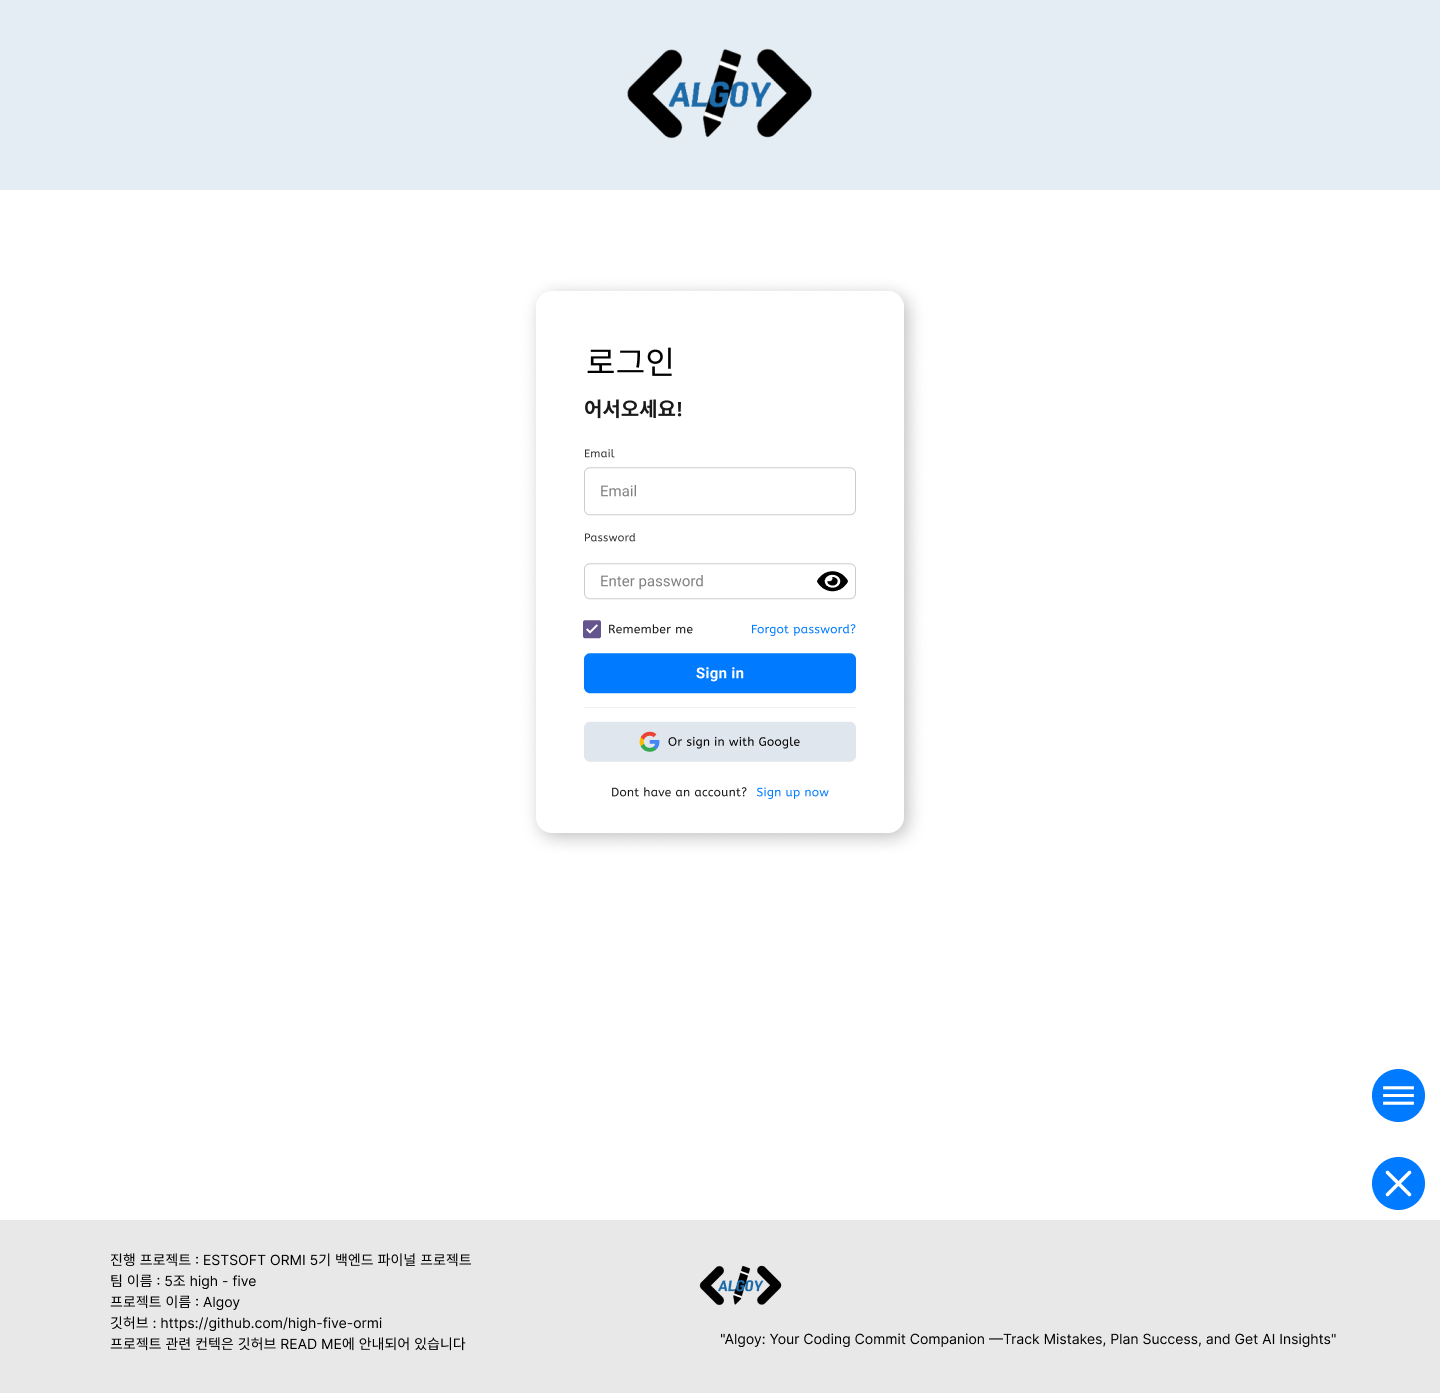 ALGOY
로그인
어서오세요!
Email
Email
Password
Enter password
Remember me
Forgot password?
Sign in
Or sign in with Google
Dont have an account? Sign up now
진행 프로젝트 : ESTSOFT ORMI 5기 백엔드 파이널 프로젝트
팀 이름 : 5조 high - five
프로젝트 이름 : Algoy
깃허브 : https://github.com/high-five-ormi
프로젝트 관련 컨텍은 깃허브 READ ME에 안내되어 있습니다
ALGOY
"Algoy: Your Coding Commit Companion —Track Mistakes, Plan Success, and Get AI Insights"